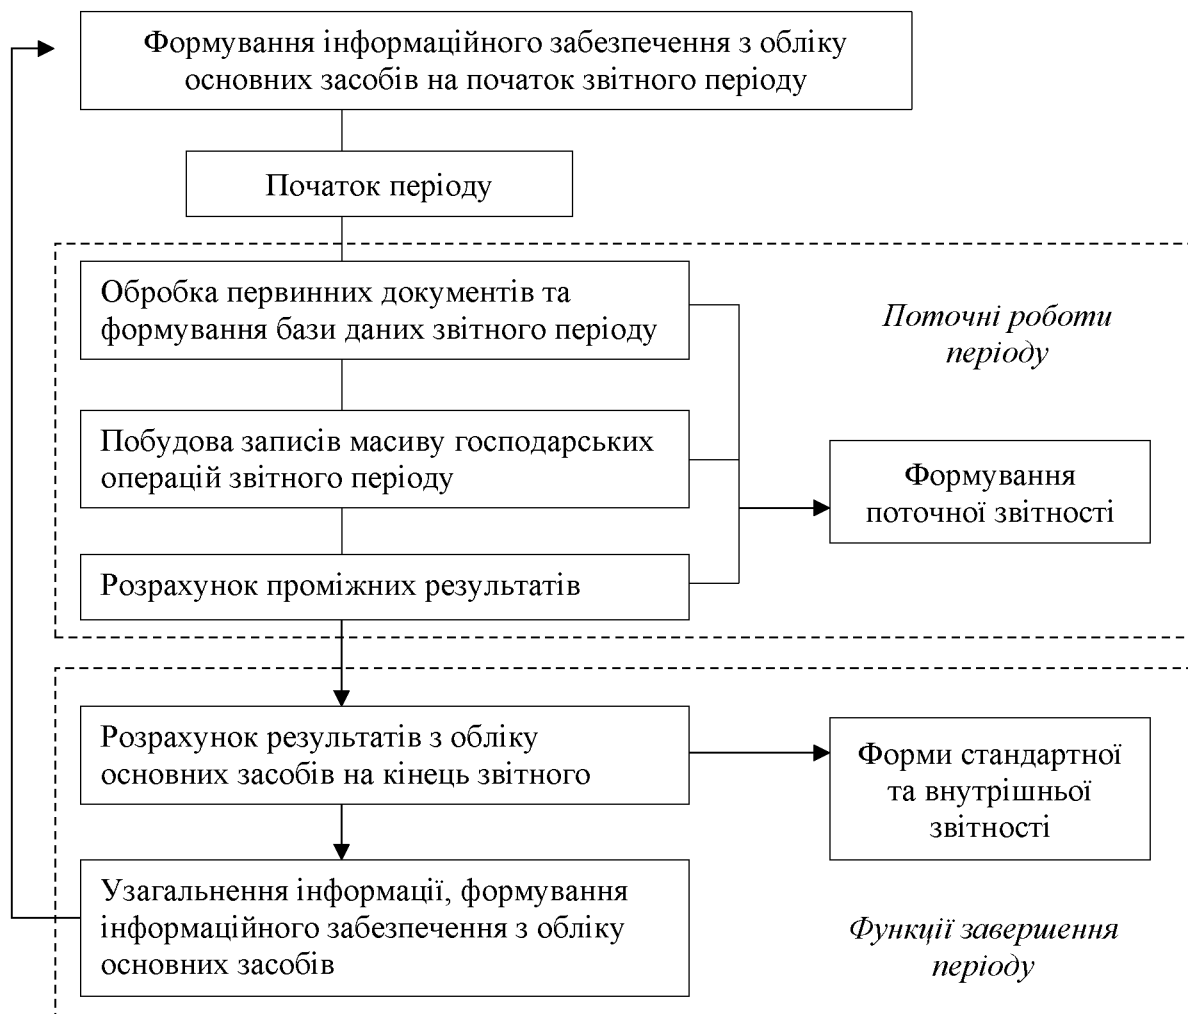 Формування інформаційного забезпечення з обліку
основних засобів на початок звітного періоду
Початок періоду
Обробка первинних документів та
формування бази даних звітного періоду
Поточні роботи
періоду
Побудова записів масиву господарських
операцій звітного періоду
Формування
поточної звітності
Розрахунок проміжних результатів
Розрахунок результатів з обліку
основних засобів на кінець звітного
Форми стандартної
та внутрішньої
звітності
Узагальнення інформації, формування
інформаційного забезпечення з обліку
основних засобів
Функції завершення
періоду